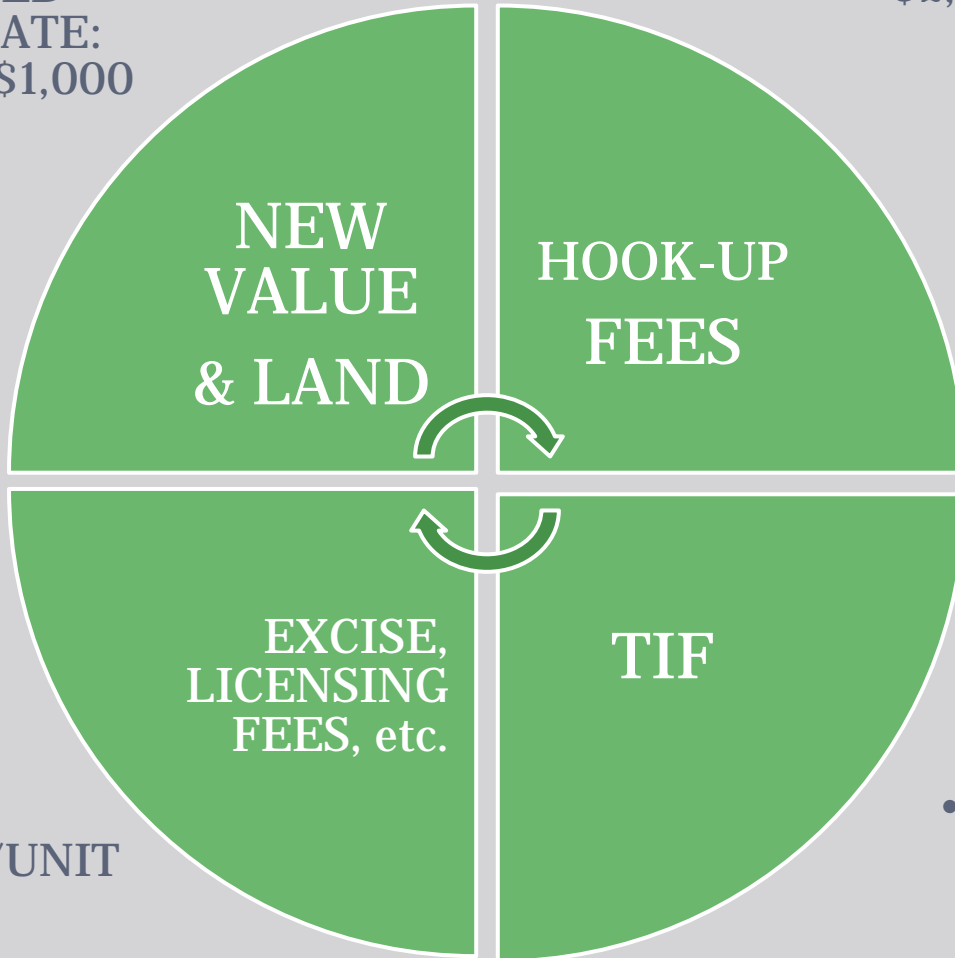 ATE:
$1,000
NEW
VALUE
& LAND
HOOK-UP
FEES
EXCISE,
LICENSING
FEES, etc.
TIF
•
/UNIT